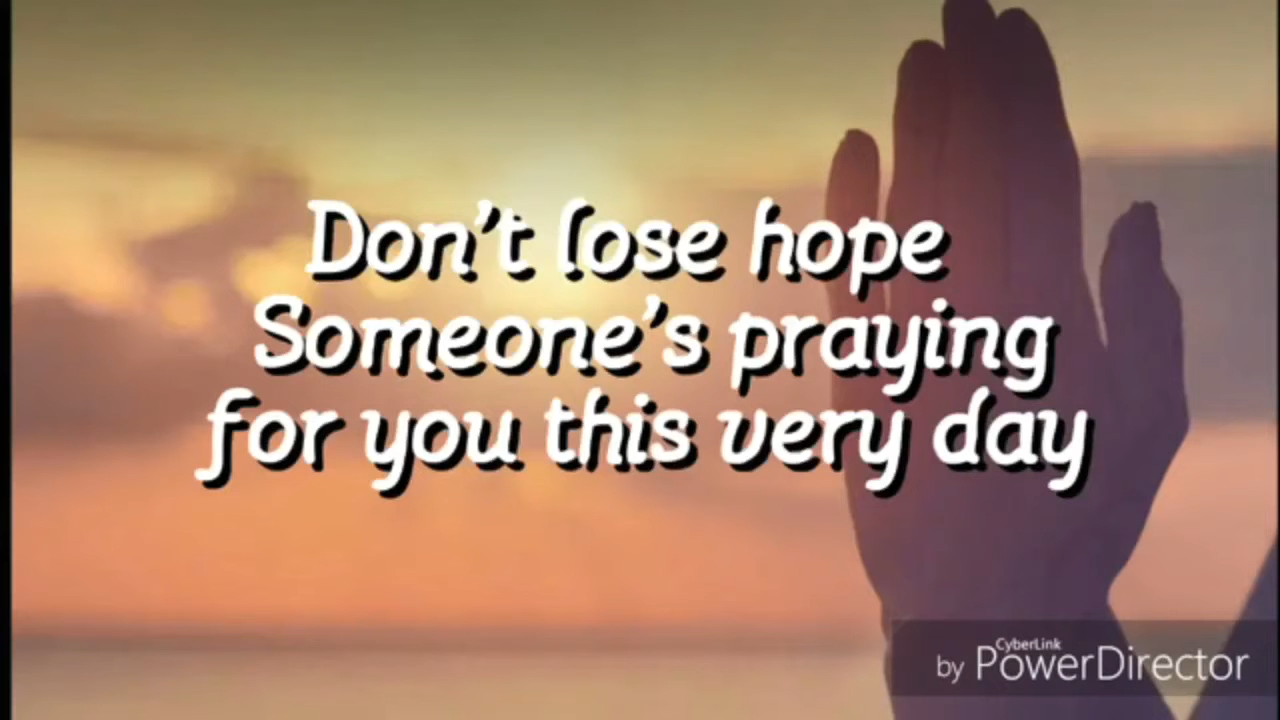 Don't lose hope
Someone's praying
for you this very day
CyberLink
by PowerDirector